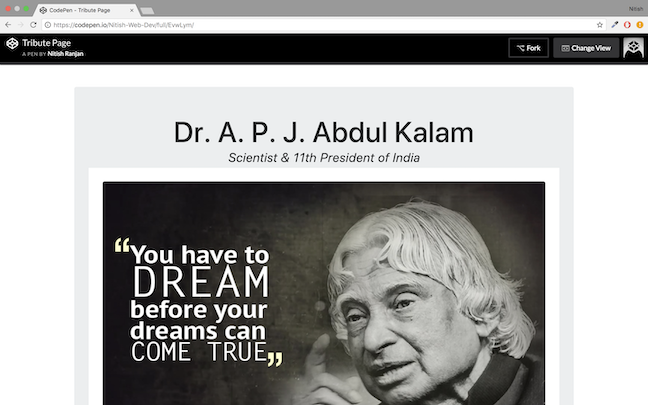 CodePen - Tribute Page
Nitish
https://codepen.io/Nitish-Web-Dev/full/EvwLym/
Tribute Page
A PEN BY Nitish Ranjan
Fork
Change View
Dr. A. P. J. Abdul Kalam
Scientist & 11th President of India
“You have to
DREAM
before your
dreams can
COME TRUE”